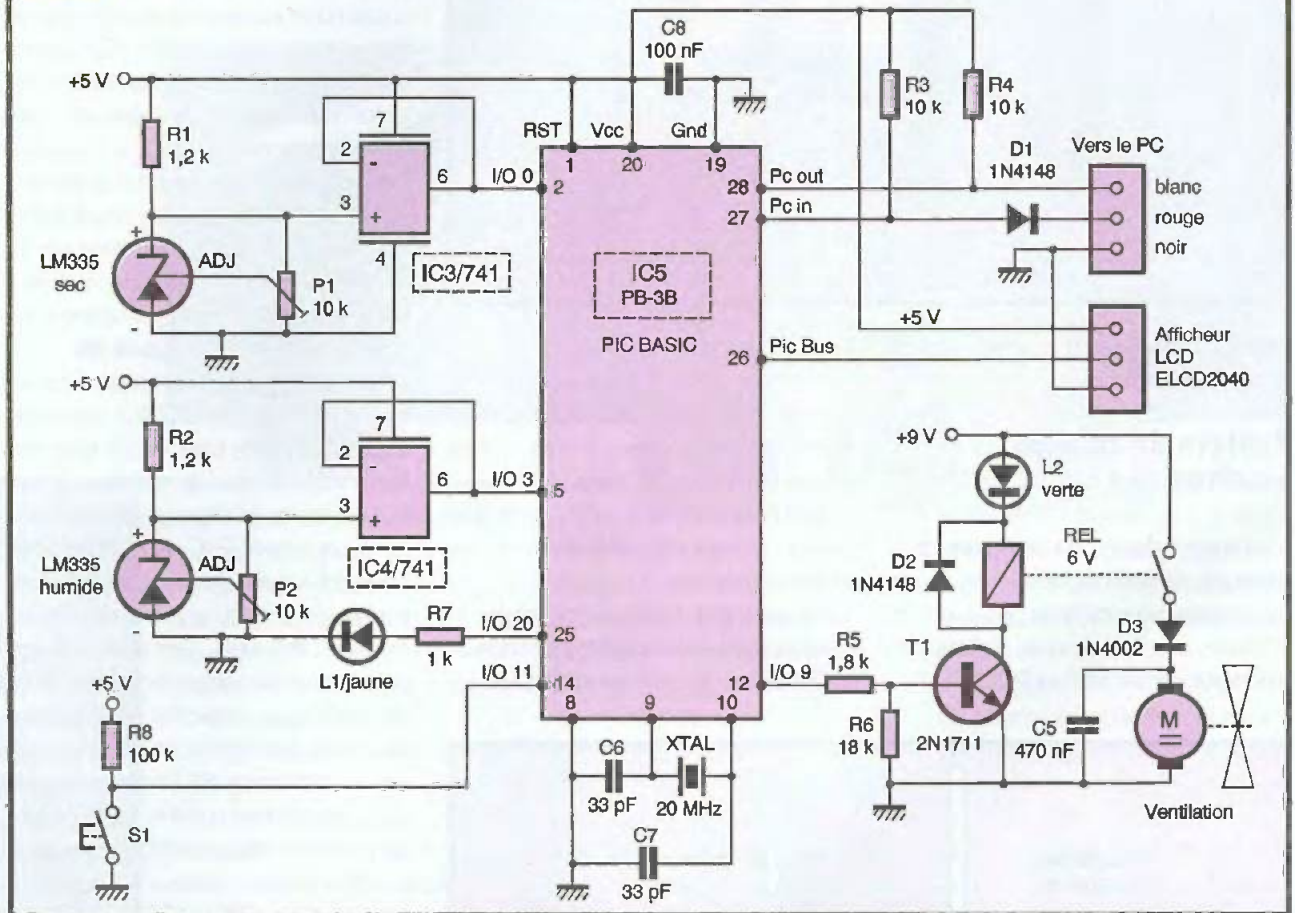 C8
100 nF
+5 V
R1
1,2 k
R3
10 k
R4
10 k
7
2
-
6
3
+
4
RST
Vcc
Gnd
1
20
19
I/O 0
2
D1
1N4148
Vers le PC
28
Pc out
blanc
27
Pc in
rouge
noir
+
LM335
sec
ADJ
-
P1
10 k
IC3/741
IC5
PB-3B
PIC BASIC
+5 V
26
Pic Bus
Afficheur
LCD
ELCD2040
+5 V
R2
1,2 k
7
2
-
6
3
+
I/O 3
5
+9 V
L2
verte
REL
6 V
D2
1N4148
+
LM335
humide
ADJ
-
P2
10 k
IC4/741
L1/jaune
R7
1 k
I/O 20
25
I/O 11
14
12
I/O 9
R5
1,8 k
T1
2N1711
D3
1N4002
+5 V
R8
100 k
S1
8
9
10
C6
33 pF
XTAL
20 MHz
C7
33 pF
R6
18 k
C5
470 nF
M
Ventilation